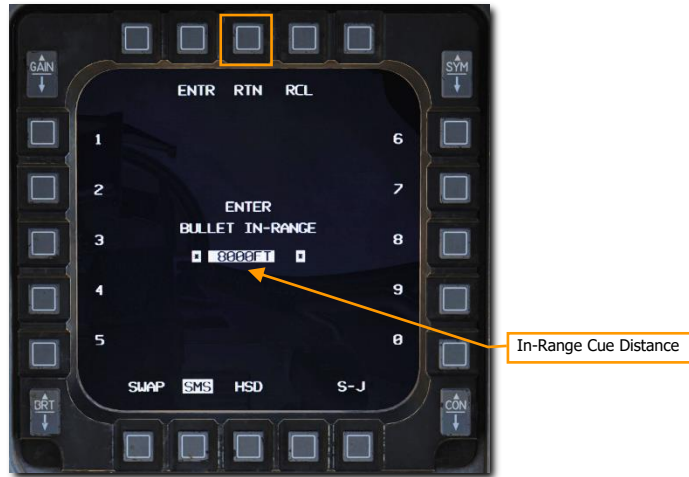 GAIN
SYM
ENTR RTN RCL
1 6
2 7
ENTER
BULLET IN-RANGE
3 8
8000FT
4 9
In-Range Cue Distance
5 0
SWAP SMS HSD S-J
BRT
CON